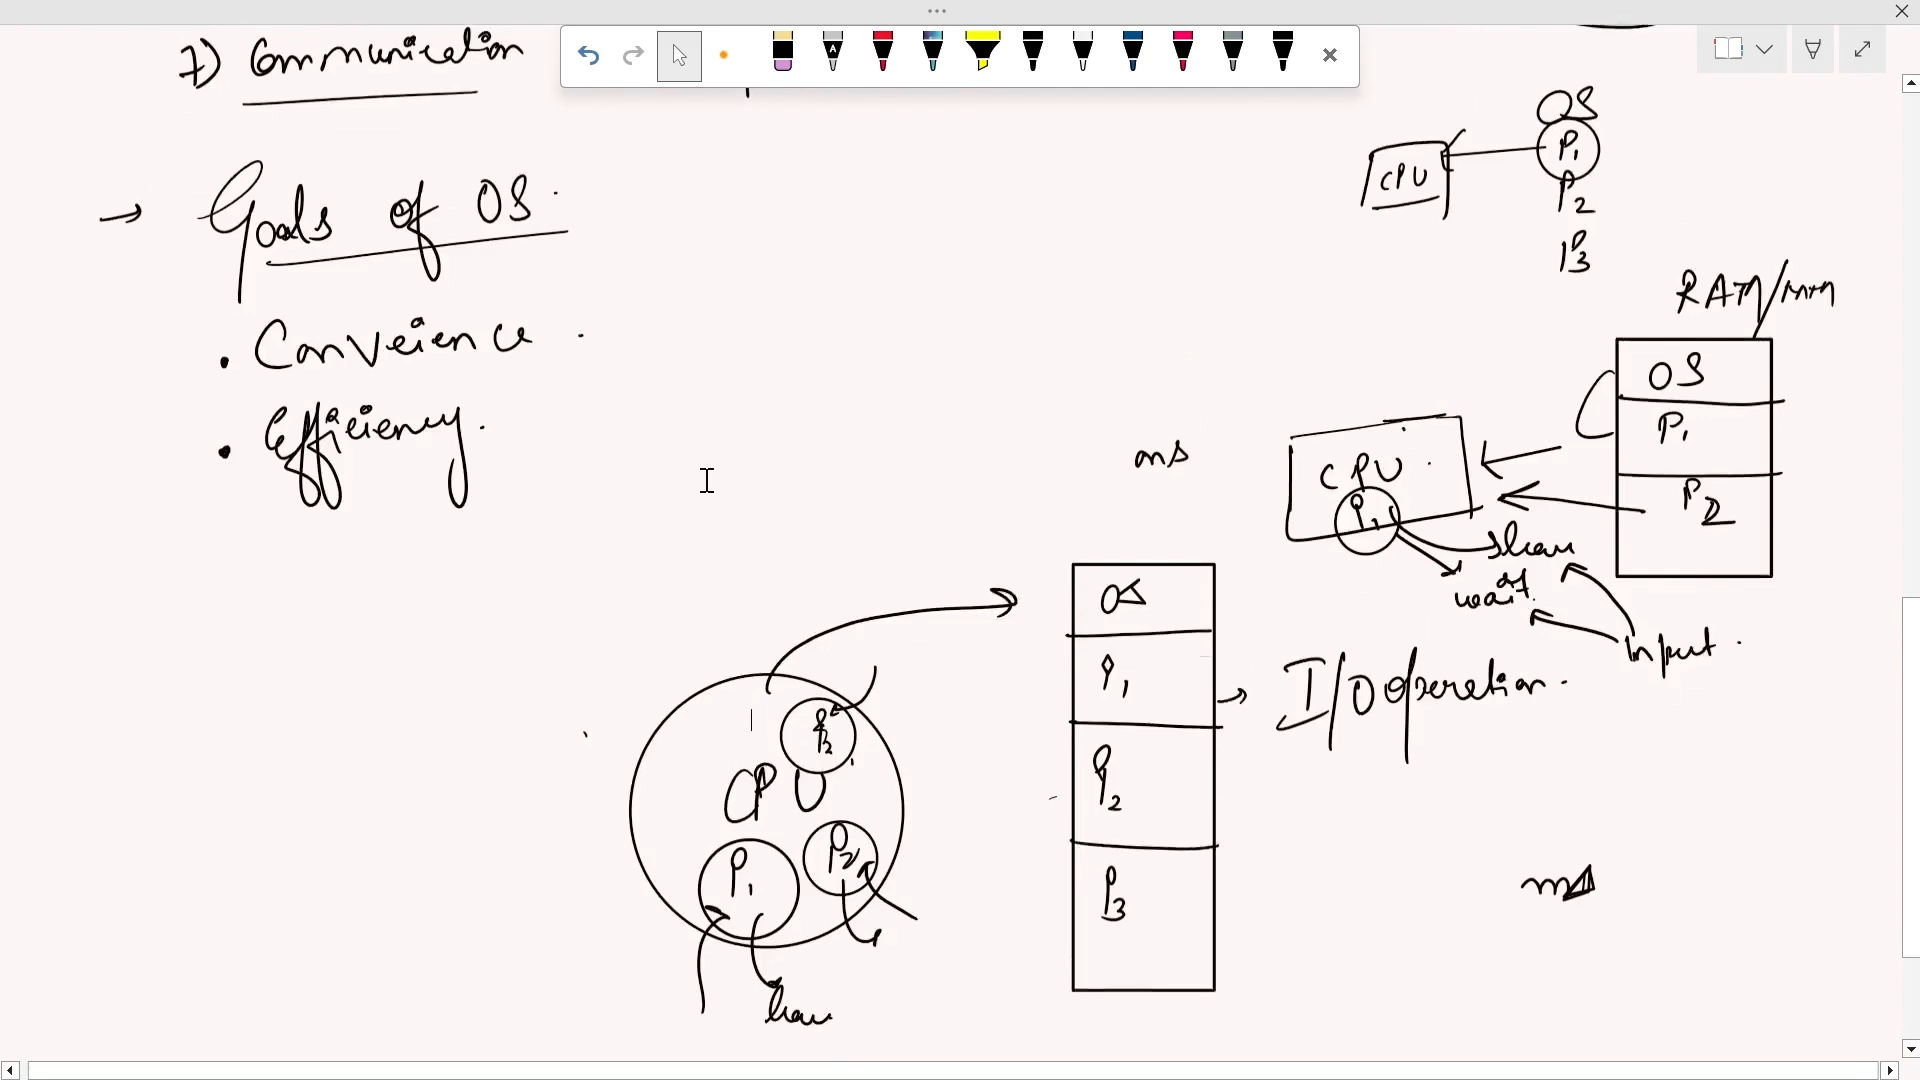 7) Communication
→ Goals of OS.
• Conveience.
• Efficiency.
OS
CPU
P1
P2
P3
RAM/mm
OS
P1
P2
CPU
P1
ms
wait
Input.
OS
P1
P2
P3
→ I/O operation.
CPU
P1
P2